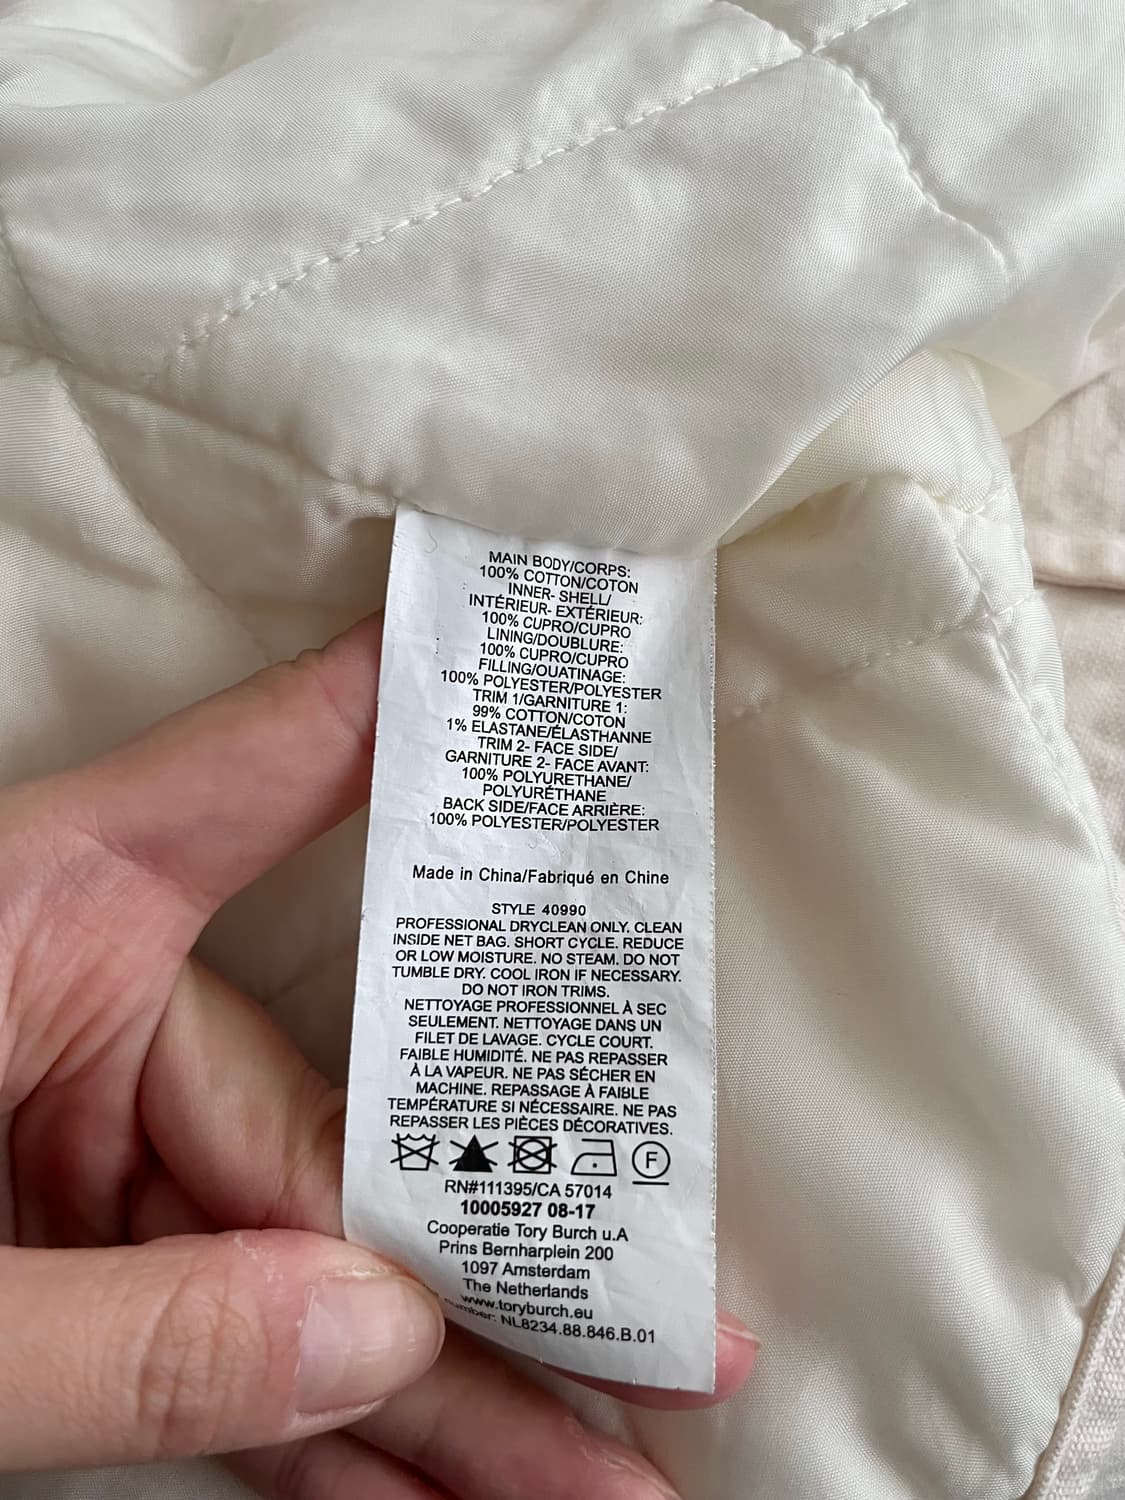 MAIN BODY/CORPS:
100% COTTON/COTON
INNER- SHELL/
INTÉRIEUR- EXTÉRIEUR:
100% CUPRO/CUPRO
LINING/DOUBLURE:
100% CUPRO/CUPRO
FILLING/OUATINAGE:
100% POLYESTER/POLYESTER
TRIM 1/GARNITURE 1:
99% COTTON/COTON
1% ELASTANE/ÉLASTHANNE
TRIM 2- FACE SIDE/
GARNITURE 2- FACE AVANT:
100% POLYURETHANE/
POLYURÉTHANE
BACK SIDE/FACE ARRIÈRE:
100% POLYESTER/POLYESTER
Made in China/Fabriqué en Chine
STYLE 40990
PROFESSIONAL DRYCLEAN ONLY. CLEAN
INSIDE NET BAG. SHORT CYCLE. REDUCE
OR LOW MOISTURE. NO STEAM. DO NOT
TUMBLE DRY. COOL IRON IF NECESSARY.
DO NOT IRON TRIMS.
NETTOYAGE PROFESSIONNEL À SEC
SEULEMENT. NETTOYAGE DANS UN
FILET DE LAVAGE. CYCLE COURT.
FAIBLE HUMIDITÉ. NE PAS REPASSER
À LA VAPEUR. NE PAS SÉCHER EN
MACHINE. REPASSAGE À FAIBLE
TEMPÉRATURE SI NÉCESSAIRE. NE PAS
REPASSER LES PIÈCES DÉCORATIVES.
F
RN#111395/CA 57014
10005927 08-17
Cooperatie Tory Burch u.A
Prins Bernharplein 200
1097 Amsterdam
The Netherlands
www.toryburch.eu
number: NL8234.88.846.B.01